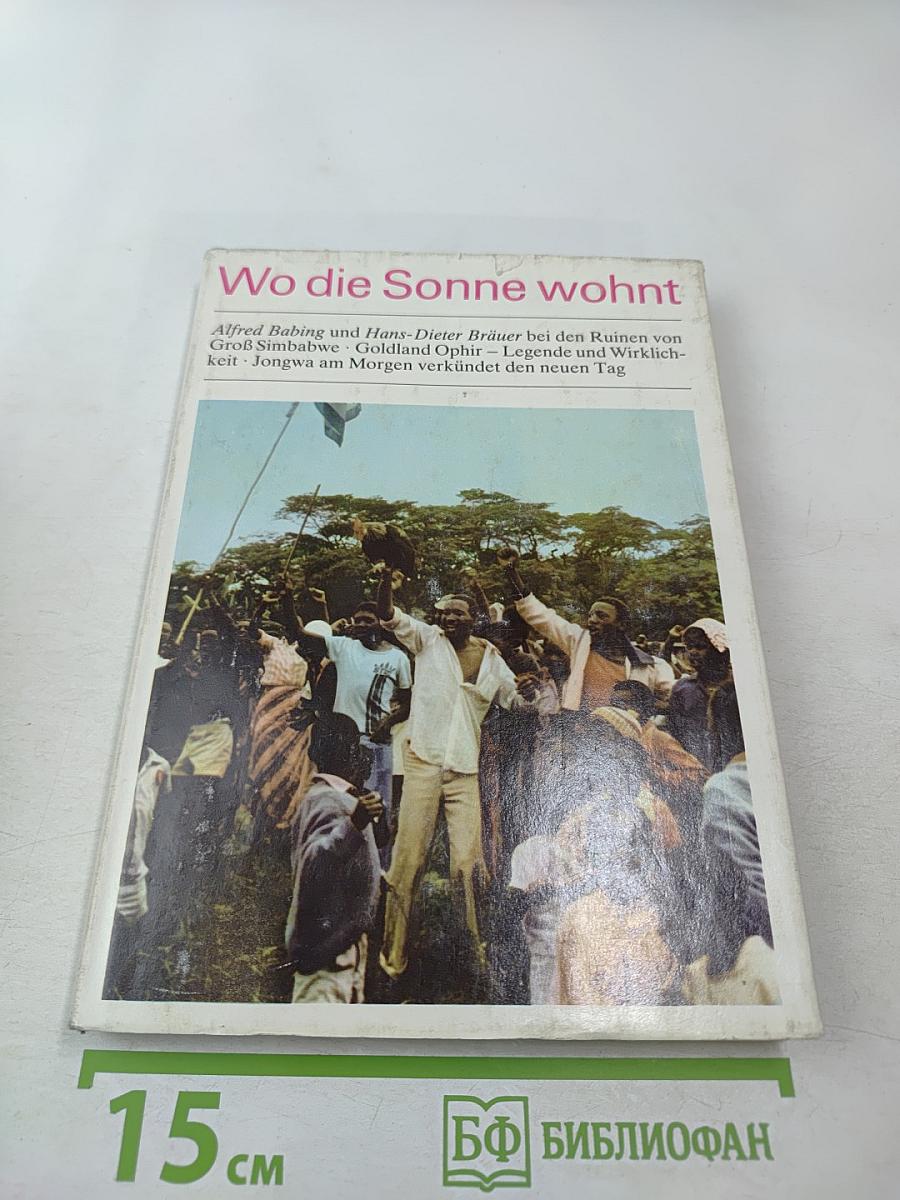 Wo die Sonne wohnt
Alfred Babing und Hans-Dieter Bräuer bei den Ruinen von
Groß Simbabwe · Goldland Ophir – Legende und Wirklich-
keit · Jongwa am Morgen verkündet den neuen Tag
15 см
БФ БИБЛИОФАН